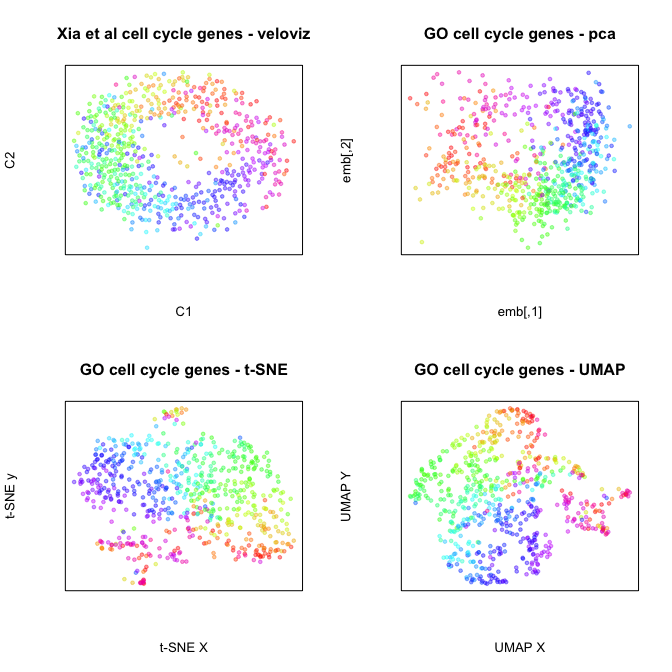 Xia et al cell cycle genes - veloviz
C2
C1
GO cell cycle genes - pca
emb[,2]
emb[,1]
GO cell cycle genes - t-SNE
t-SNE y
t-SNE X
GO cell cycle genes - UMAP
UMAP Y
UMAP X